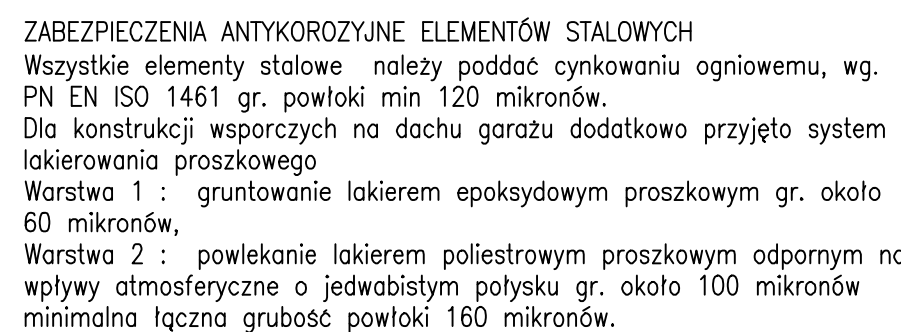 ZABEZPIECZENIA ANTYKOROZYJNE ELEMENTÓW STALOWYCH
Wszystkie elementy stalowe należy poddać cynkowaniu ogniowemu, wg.
PN EN ISO 1461 gr. powłoki min 120 mikronów.
Dla konstrukcji wsporczych na dachu garażu dodatkowo przyjęto system
lakierowania proszkowego
Warstwa 1 : gruntowanie lakierem epoksydowym proszkowym gr. około
60 mikronów,
Warstwa 2 : powlekanie lakierem poliestrowym proszkowym odpornym na
wpływy atmosferyczne o jedwabistym połysku gr. około 100 mikronów
minimalna łączna grubość powłoki 160 mikronów.